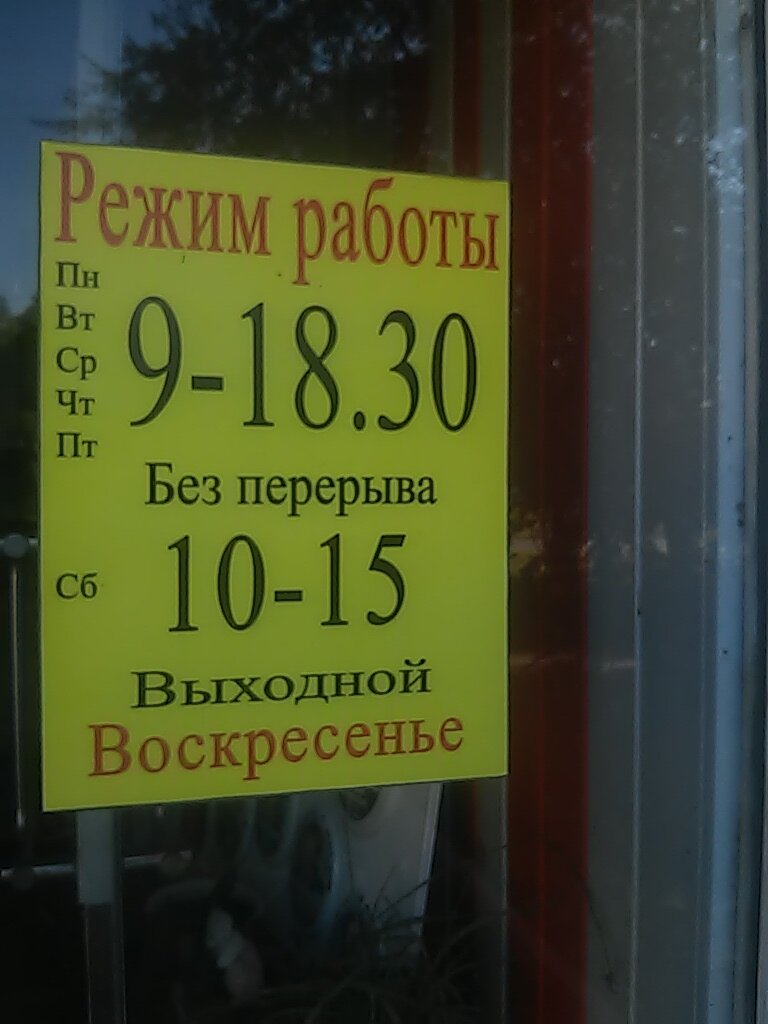 Режим работы
Пн
Вт
Ср
Чт
Пт
9-18.30
Без перерыва
Сб 10-15
Выходной
Воскресенье